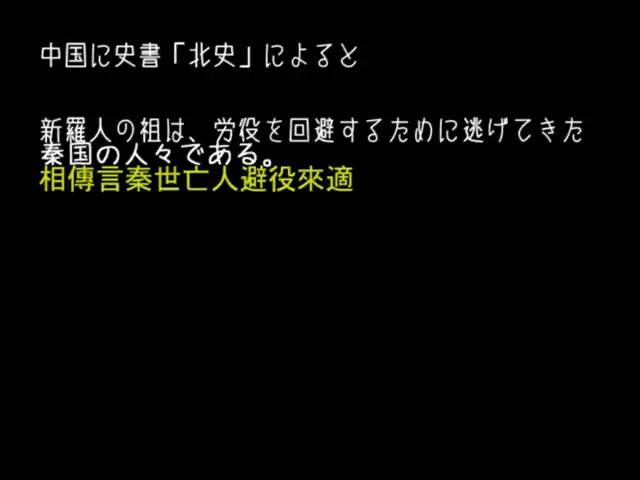 中国に史書「北史」によると
新羅人の祖は、労役を回避するために逃げてきた
秦国の人々である。
相傳言秦世亡人避役來適